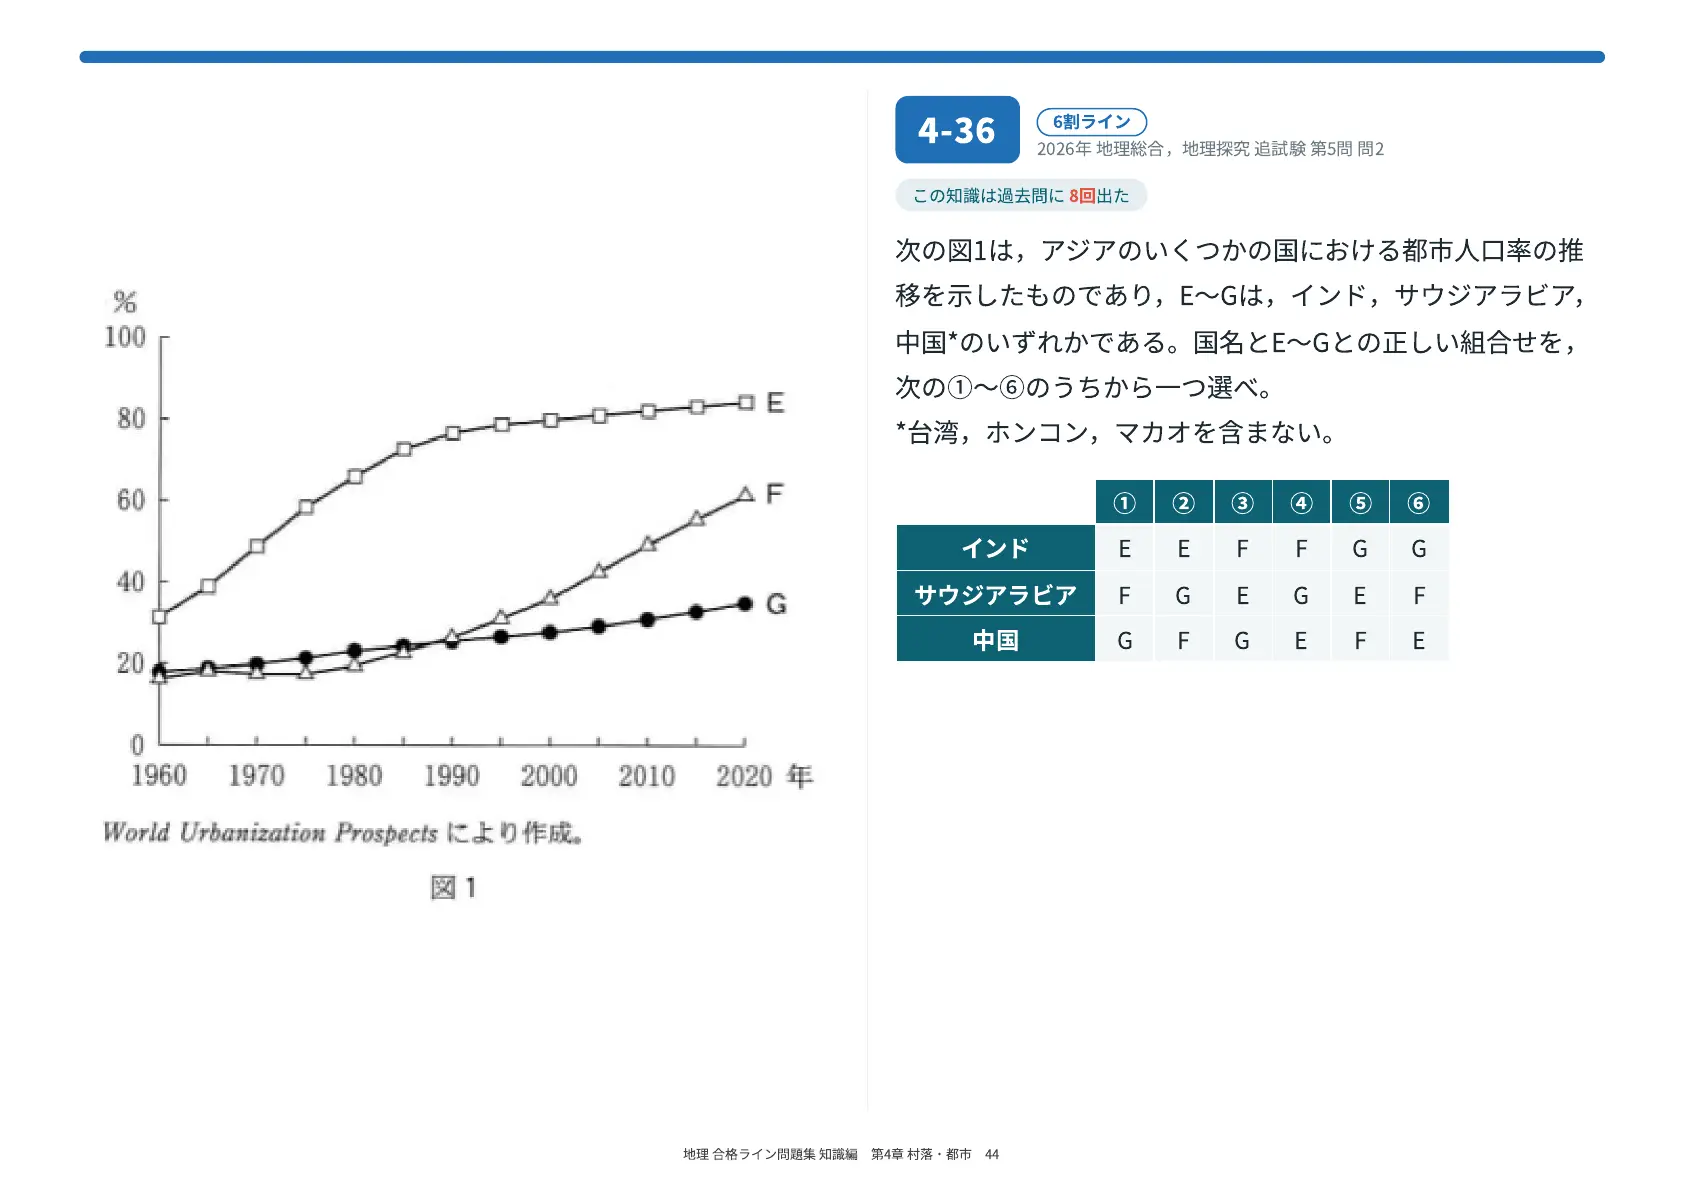 %
100
80
60
40
20
0
E
F
G
1960 1970 1980 1990 2000 2010 2020 年
World Urbanization Prospects により作成。
図 1
4-36
6割ライン
2026年 地理総合，地理探究 追試験 第5問 問2
この知識は過去問に 8回出た
次の図1は，アジアのいくつかの国における都市人口率の推
移を示したものであり，E～Gは，インド，サウジアラビア，
中国*のいずれかである。国名とE～Gとの正しい組合せを，
次の①～⑥のうちから一つ選べ。
*台湾，ホンコン，マカオを含まない。
① ② ③ ④ ⑤ ⑥
インド E E F F G G
サウジアラビア F G E G E F
中国 G F G E F E
地理 合格ライン問題集 知識編　第4章 村落・都市　44